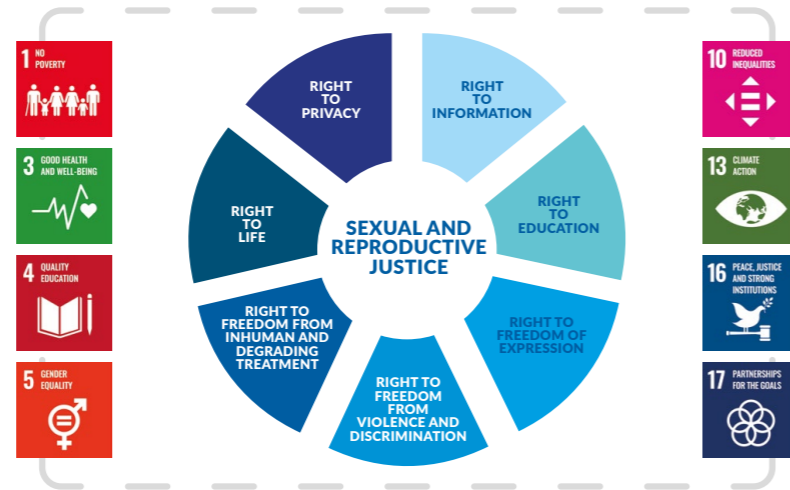 1 NO
POVERTY
3 GOOD HEALTH
AND WELL-BEING
4 QUALITY
EDUCATION
5 GENDER
EQUALITY
RIGHT
TO
PRIVACY
RIGHT
TO
INFORMATION
RIGHT
TO
LIFE
RIGHT
TO
EDUCATION
SEXUAL AND
REPRODUCTIVE
JUSTICE
RIGHT TO
FREEDOM FROM
INHUMAN AND
DEGRADING
TREATMENT
RIGHT TO
FREEDOM OF
EXPRESSION
RIGHT TO
FREEDOM
FROM
VIOLENCE AND
DISCRIMINATION
10 REDUCED
INEQUALITIES
13 CLIMATE
ACTION
16 PEACE, JUSTICE
AND STRONG
INSTITUTIONS
17 PARTNERSHIPS
FOR THE GOALS